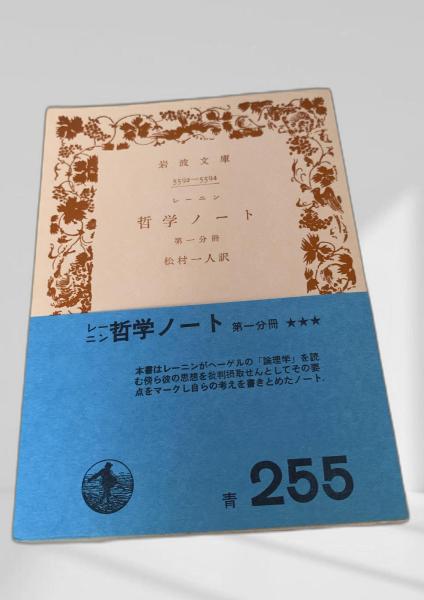 岩波文庫
5592—5594
レーニン
哲学ノート
第一分冊
松村一人訳
レーニン 哲学ノート 第一分冊 ★★★
本書はレーニンがヘーゲルの「論理学」を読
む傍ら彼の思想を批判摂取せんとしてその要
点をマークし自らの考えを書きとめたノート.
青 255